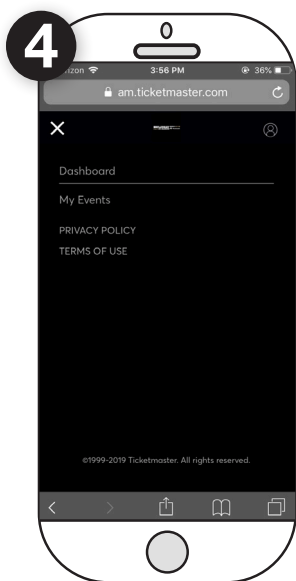 4
3:56 PM
36%
am.ticketmaster.com
Dashboard
My Events
PRIVACY POLICY
TERMS OF USE
©1999-2019 Ticketmaster. All rights reserved.